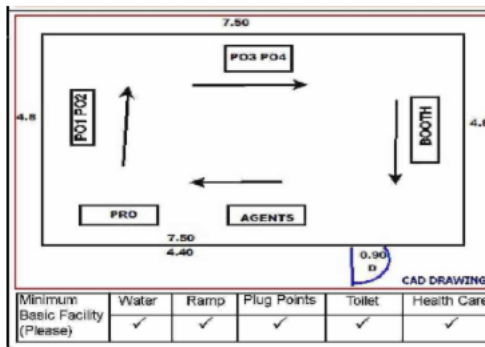 7.50
PO3 PO4
4.8
PO1 PO2
BOOTH
PRO
AGENTS
7.50
4.40
0.90
D
CAD DRAWING
Minimum Basic Facility (Please)
Water
Ramp
Plug Points
Toilet
Health Care
✓ ✓ ✓ ✓ ✓